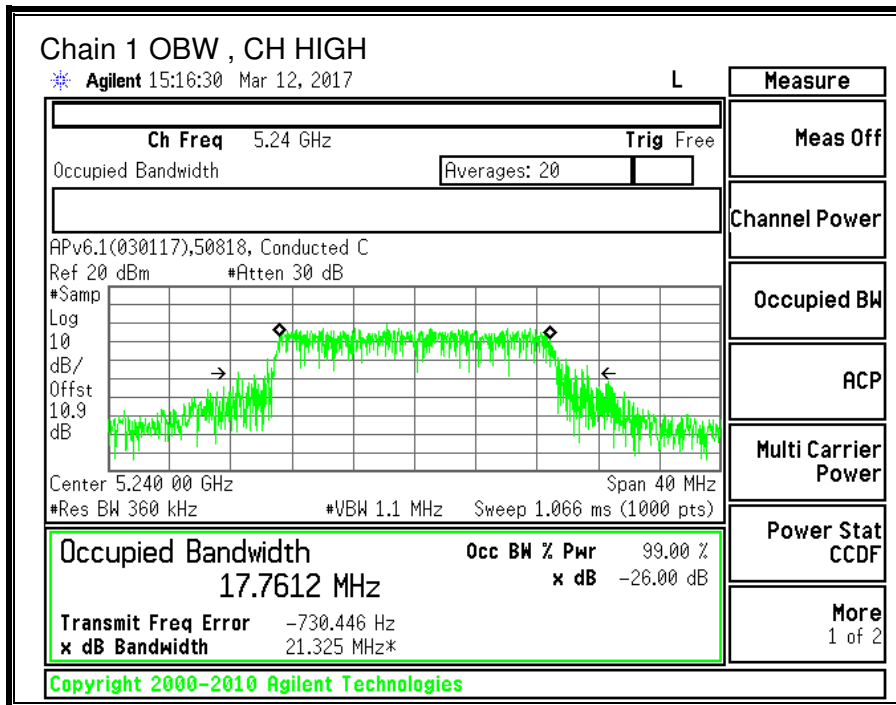 Chain 1 OBW , CH HIGH
Agilent 15:16:30 Mar 12, 2017 L
Measure
Ch Freq 5.24 GHz Trig Free
Meas Off
Occupied Bandwidth Averages: 20
Channel Power
APv6.1(030117),50818, Conducted C
Ref 20 dBm #Atten 30 dB
#Samp
Log
10
dB/
Offst
10.9
dB
Occupied BW
ACP
Multi Carrier
Power
Center 5.240 00 GHz Span 40 MHz
#Res BW 360 kHz #VBW 1.1 MHz Sweep 1.066 ms (1000 pts)
Power Stat
CCDF
Occupied Bandwidth Occ BW % Pwr 99.00 %
17.7612 MHz x dB -26.00 dB
Transmit Freq Error -730.446 Hz
x dB Bandwidth 21.325 MHz*
More
1 of 2
Copyright 2000-2010 Agilent Technologies